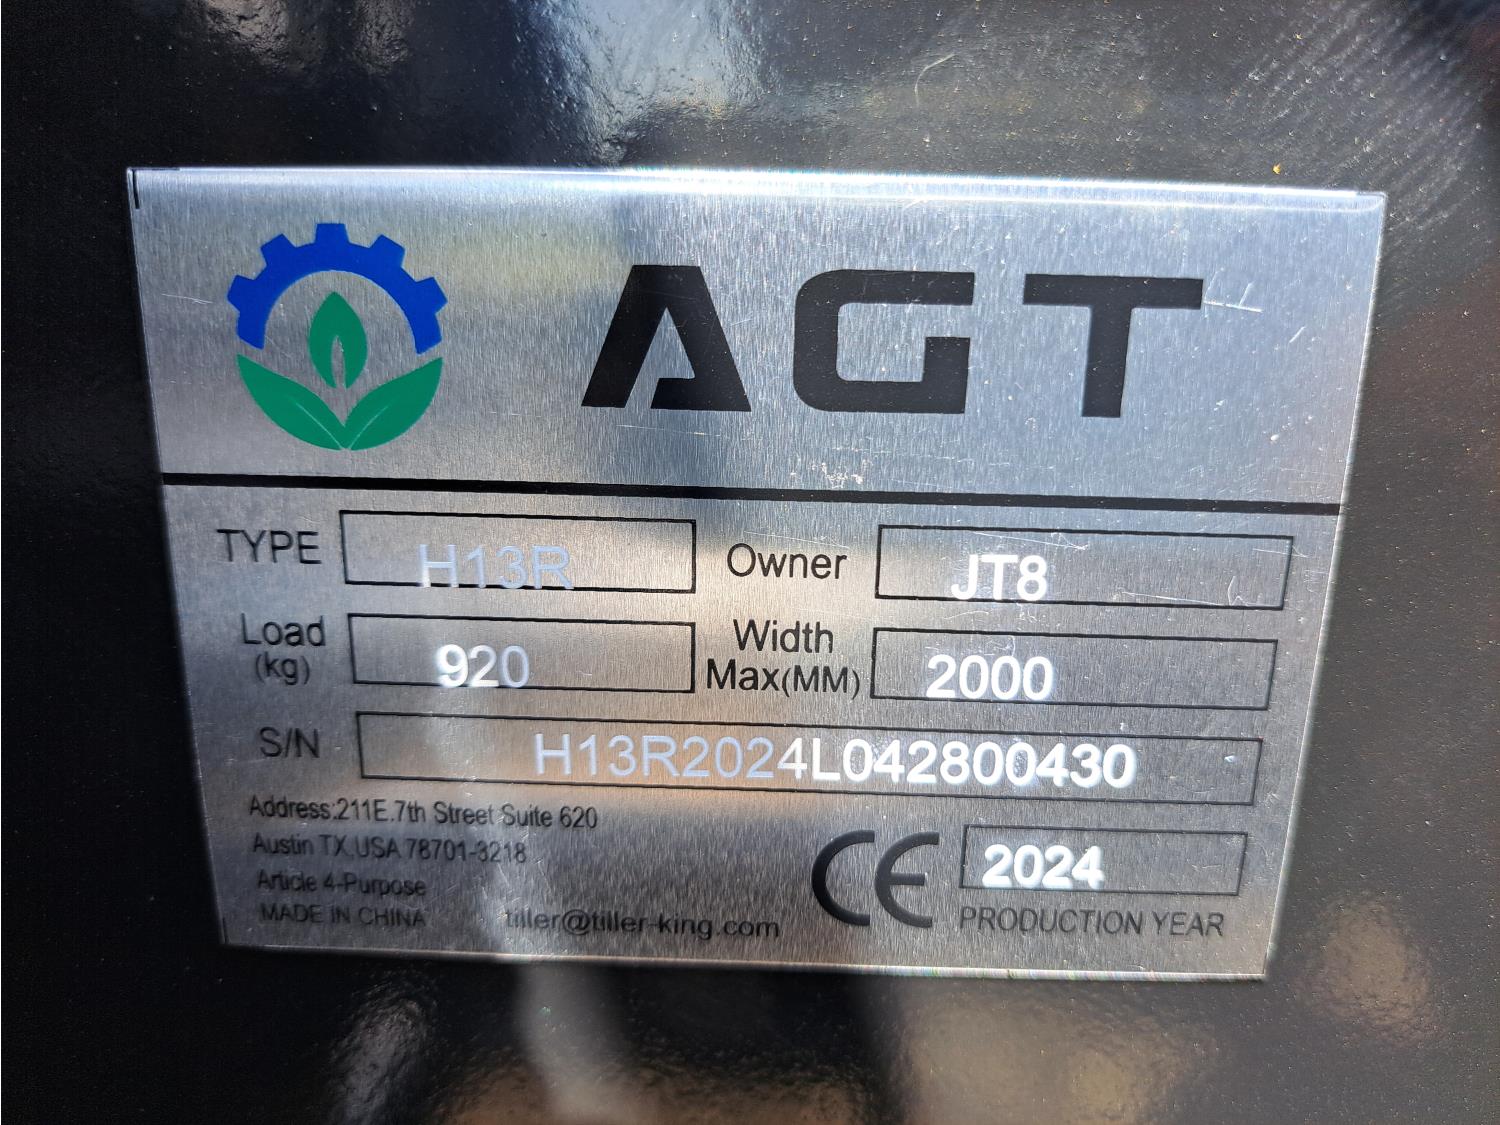 AGT
TYPE H13R Owner JT8
Load (kg) 920 Width Max(MM) 2000
S/N H13R2024L042800430
Address:211E.7th Street Suite 620
Austin TX,USA 78701-3218
Article 4-Purpose
MADE IN CHINA tiller@tiller-king.com
CE 2024
PRODUCTION YEAR